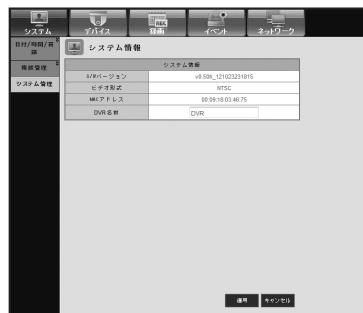 システム
デバイス
REC
録画
イベント
ネットワーク
日付/時間/言語
権限管理
システム管理
システム情報
システム情報
S/Wバージョン v0.50h_121023231815
ビデオ形式 NTSC
MACアドレス 00:09:18:03:46:75
DVR名称 DVR
適用 キャンセル